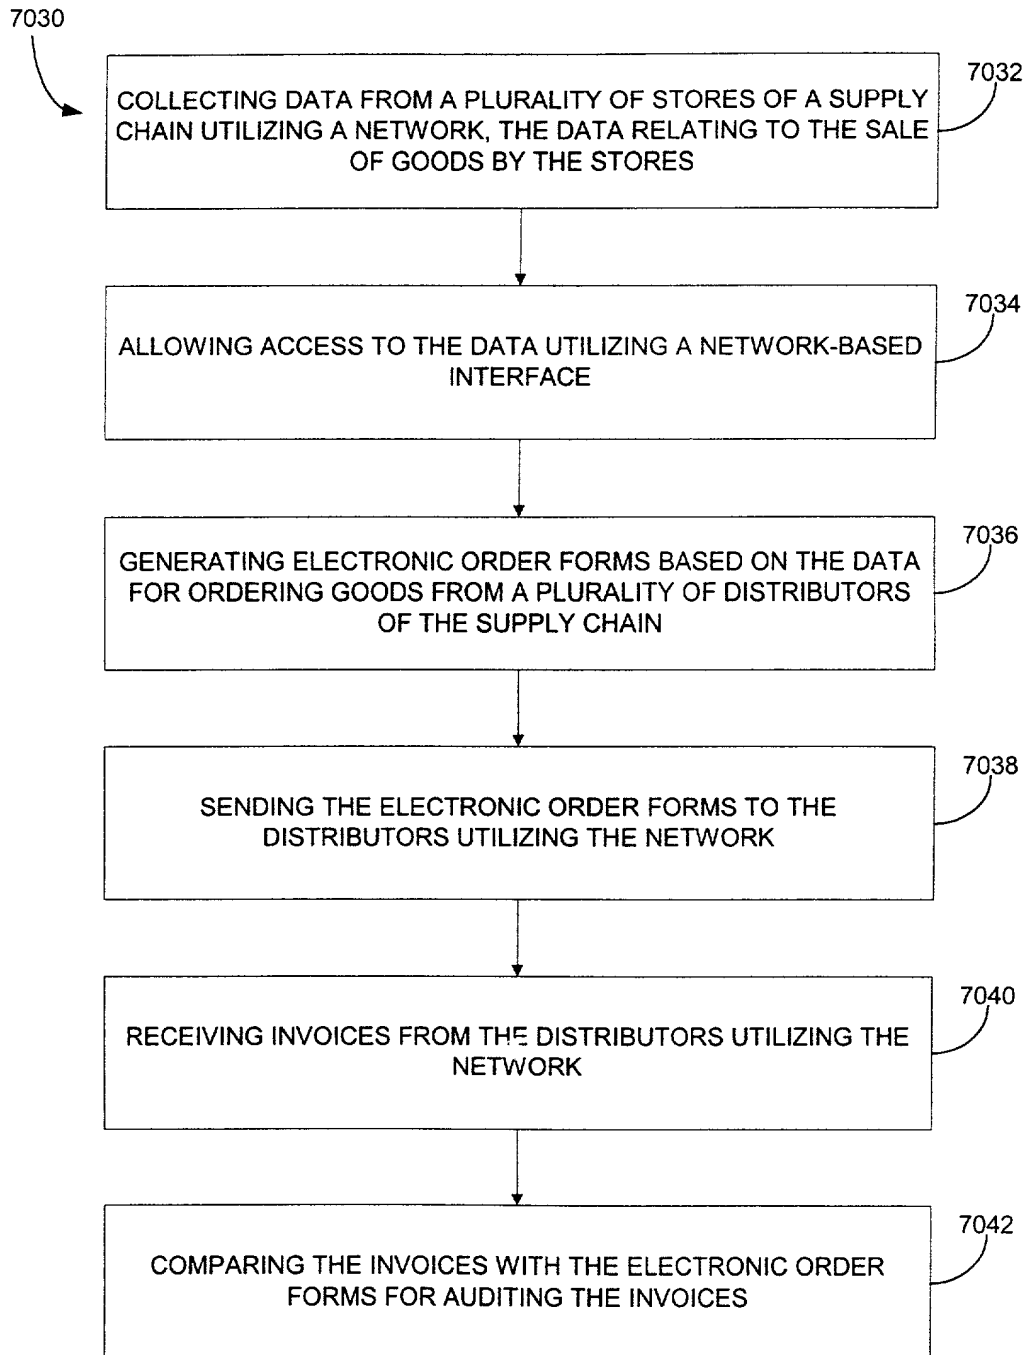 7030
7032
COLLECTING DATA FROM A PLURALITY OF STORES OF A SUPPLY
CHAIN UTILIZING A NETWORK, THE DATA RELATING TO THE SALE
OF GOODS BY THE STORES
7034
ALLOWING ACCESS TO THE DATA UTILIZING A NETWORK-BASED
INTERFACE
7036
GENERATING ELECTRONIC ORDER FORMS BASED ON THE DATA
FOR ORDERING GOODS FROM A PLURALITY OF DISTRIBUTORS
OF THE SUPPLY CHAIN
7038
SENDING THE ELECTRONIC ORDER FORMS TO THE
DISTRIBUTORS UTILIZING THE NETWORK
7040
RECEIVING INVOICES FROM THE DISTRIBUTORS UTILIZING THE
NETWORK
7042
COMPARING THE INVOICES WITH THE ELECTRONIC ORDER
FORMS FOR AUDITING THE INVOICES